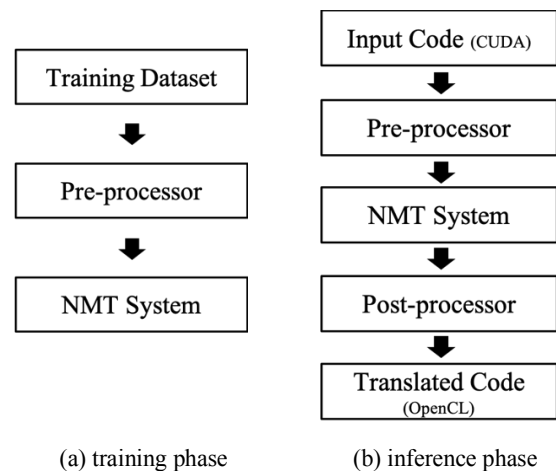 Training Dataset
Pre-processor
NMT System
(a) training phase
Input Code (CUDA)
Pre-processor
NMT System
Post-processor
Translated Code
(OpenCL)
(b) inference phase